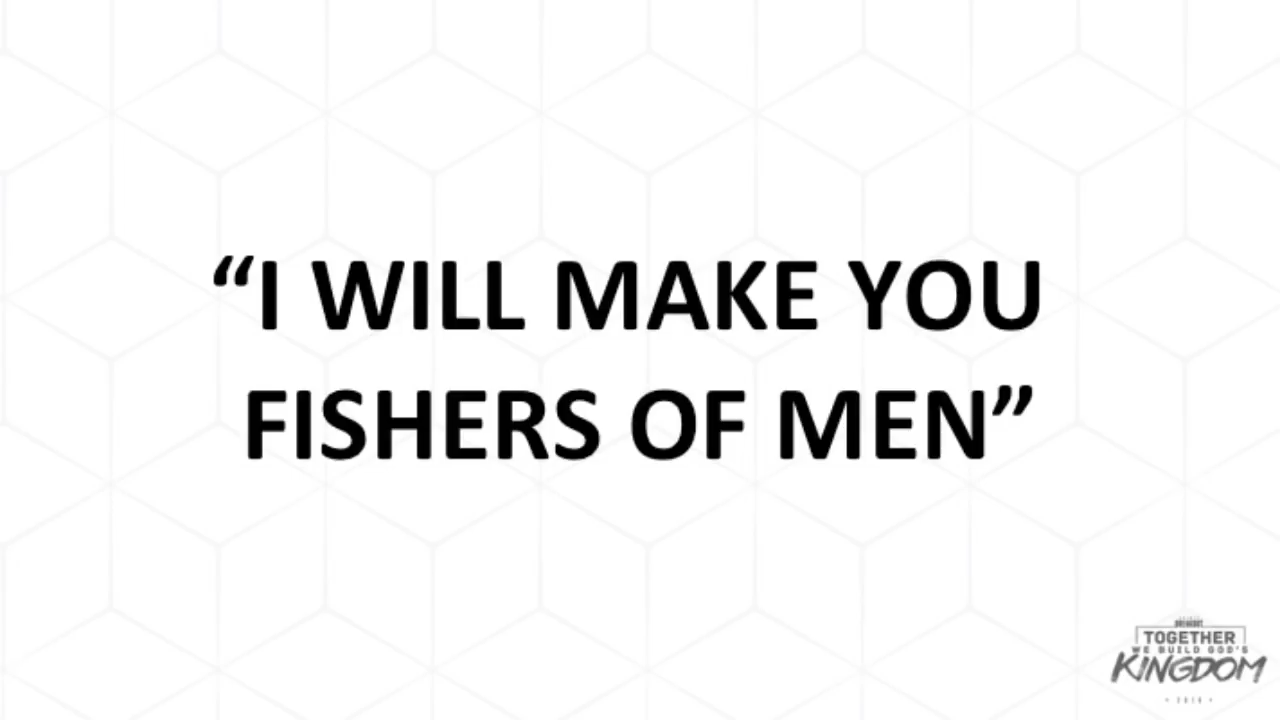 “I WILL MAKE YOU
FISHERS OF MEN”
TOGETHER
WE BUILD GOD'S
KINGDOM